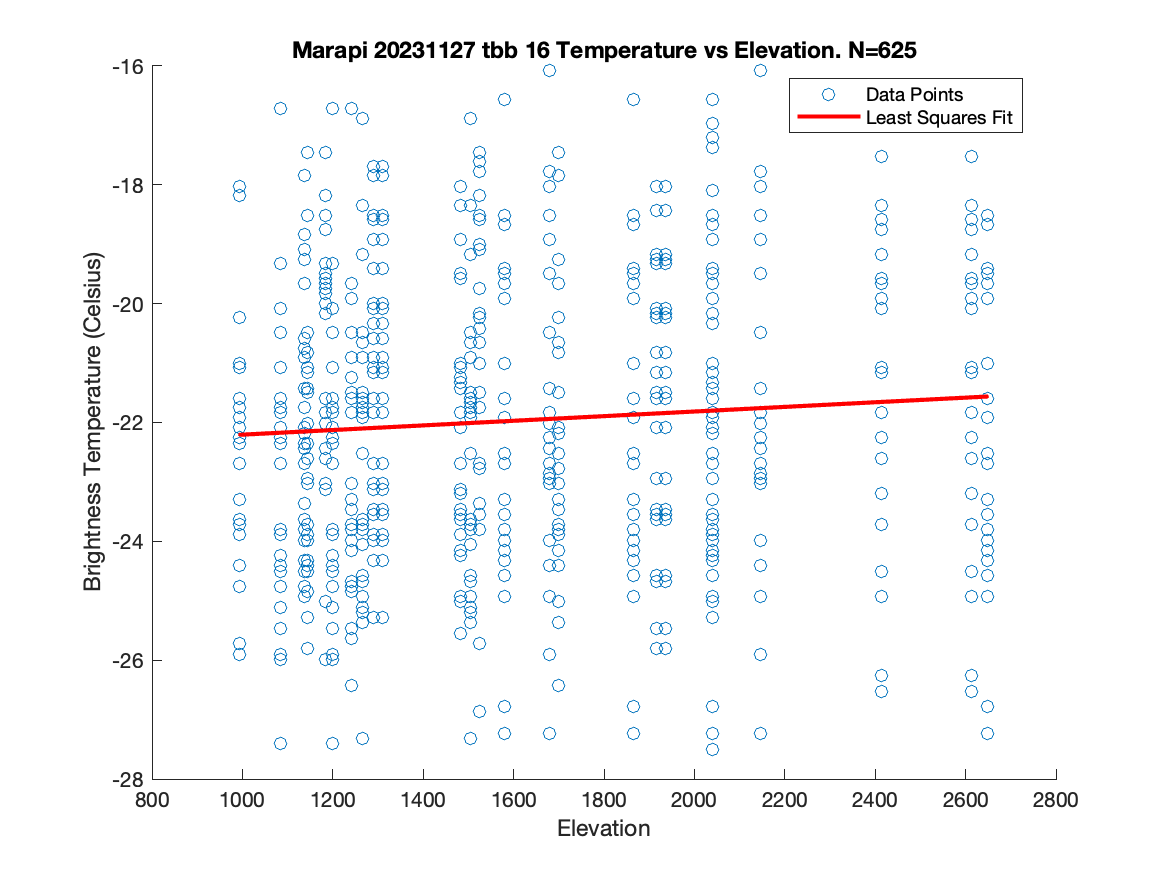 Marapi 20231127 tbb 16 Temperature vs Elevation. N=625
Data Points
Least Squares Fit
Brightness Temperature (Celsius)
-16
-18
-20
-22
-24
-26
-28
800 1000 1200 1400 1600 1800 2000 2200 2400 2600 2800
Elevation